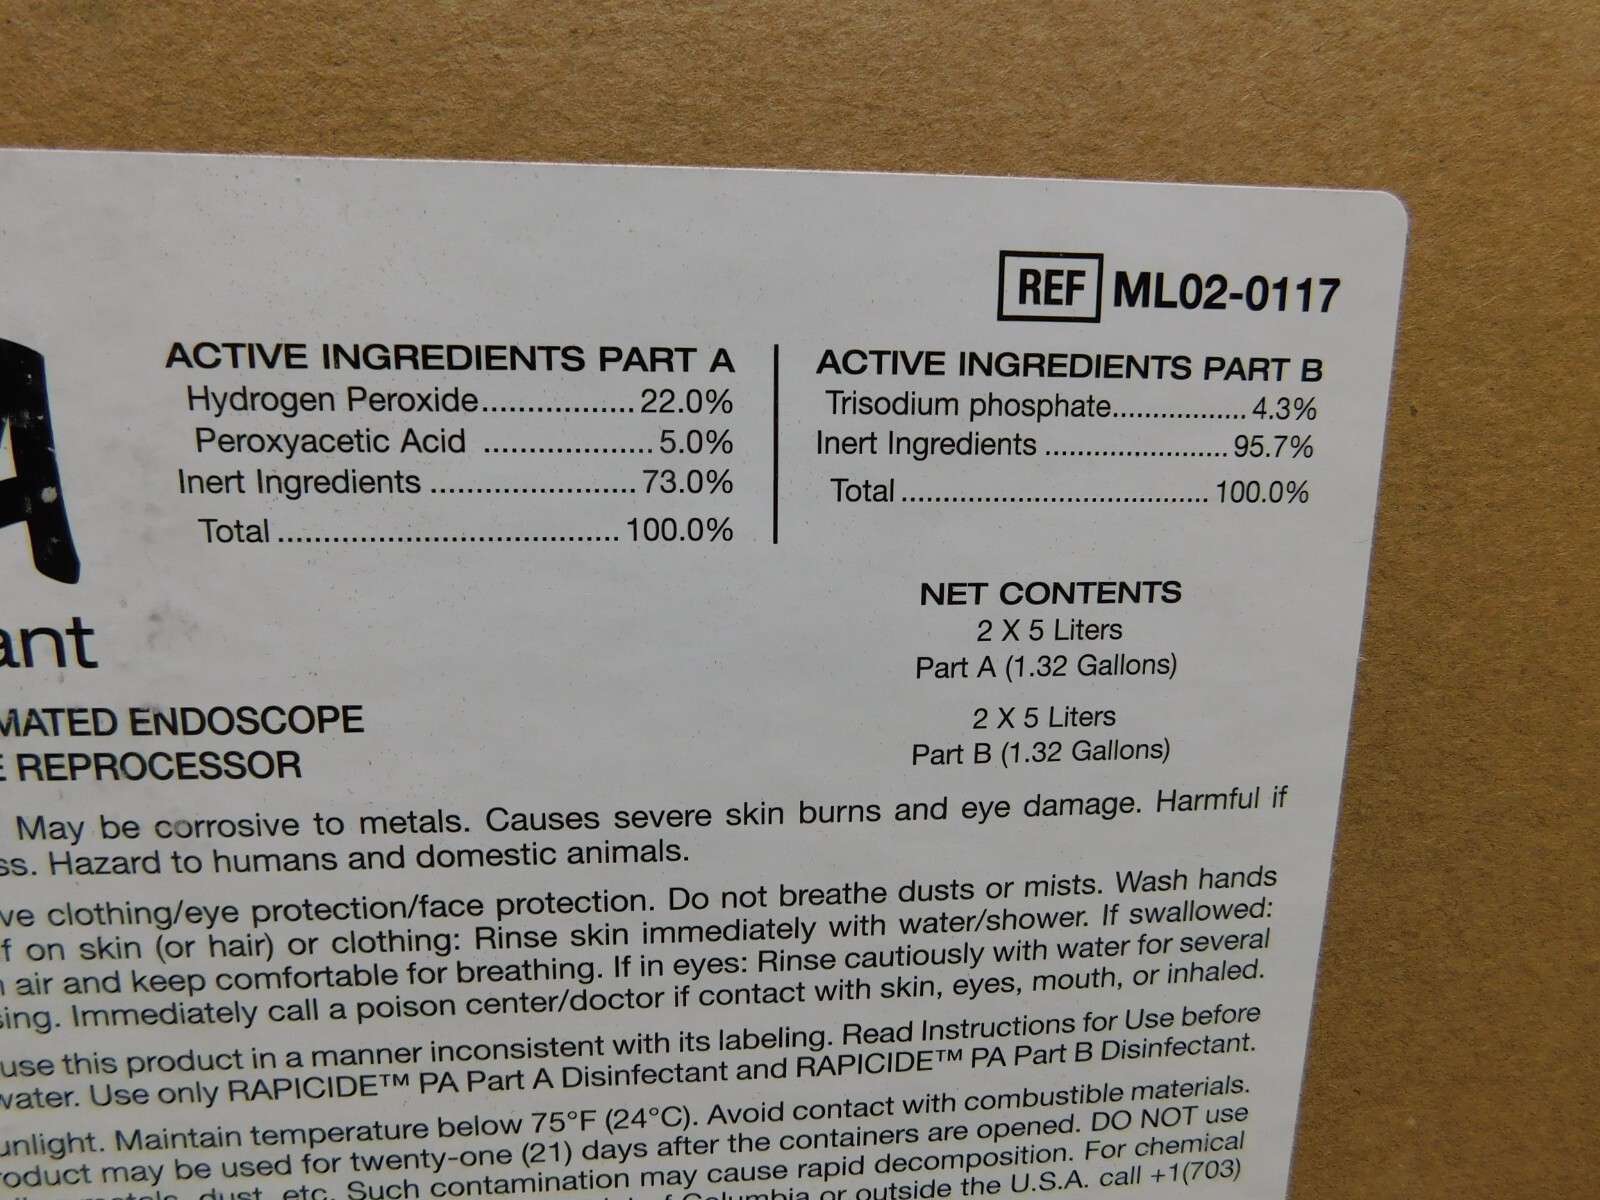 REF ML02-0117
ACTIVE INGREDIENTS PART A
Hydrogen Peroxide................. 22.0%
Peroxyacetic Acid ................... 5.0%
Inert Ingredients ....................... 73.0%
Total ...................................... 100.0%
ACTIVE INGREDIENTS PART B
Trisodium phosphate.................. 4.3%
Inert Ingredients ........................ 95.7%
Total .................................... 100.0%
A
ant
NET CONTENTS
2 X 5 Liters
Part A (1.32 Gallons)
2 X 5 Liters
Part B (1.32 Gallons)
MATED ENDOSCOPE
E REPROCESSOR
May be corrosive to metals. Causes severe skin burns and eye damage. Harmful if
ss. Hazard to humans and domestic animals.
ve clothing/eye protection/face protection. Do not breathe dusts or mists. Wash hands
f on skin (or hair) or clothing: Rinse skin immediately with water/shower. If swallowed:
air and keep comfortable for breathing. If in eyes: Rinse cautiously with water for several
sing. Immediately call a poison center/doctor if contact with skin, eyes, mouth, or inhaled.
use this product in a manner inconsistent with its labeling. Read Instructions for Use before
water. Use only RAPICIDE™ PA Part A Disinfectant and RAPICIDE™ PA Part B Disinfectant.
unlight. Maintain temperature below 75°F (24°C). Avoid contact with combustible materials.
roduct may be used for twenty-one (21) days after the containers are opened. DO NOT use
metals, dust, etc. Such contamination may cause rapid decomposition. For chemical
of Columbia or outside the U.S.A. call +1(703)